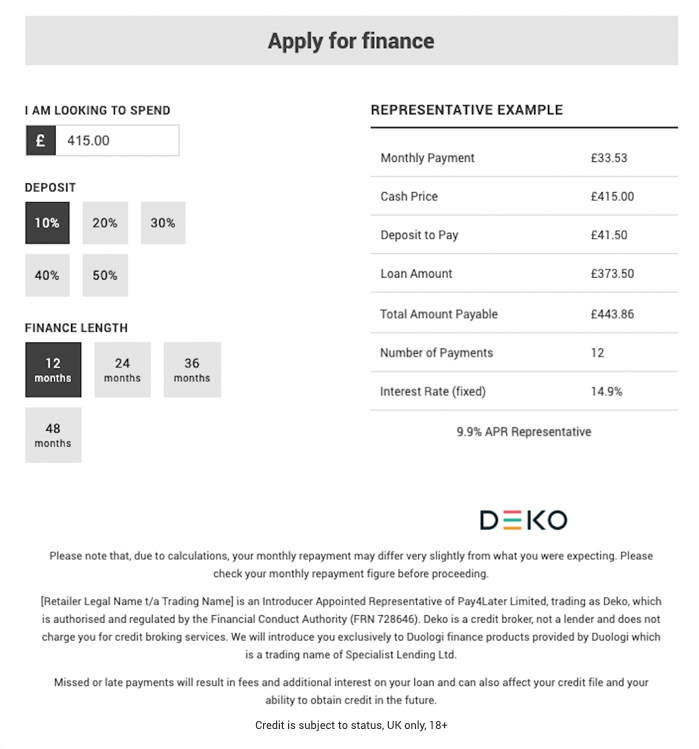 Apply for finance
I AM LOOKING TO SPEND
£ 415.00
DEPOSIT
10% 20% 30%
40% 50%
FINANCE LENGTH
12 months 24 months 36 months
48 months
REPRESENTATIVE EXAMPLE
Monthly Payment £33.53
Cash Price £415.00
Deposit to Pay £41.50
Loan Amount £373.50
Total Amount Payable £443.86
Number of Payments 12
Interest Rate (fixed) 14.9%
9.9% APR Representative
DEKO
Please note that, due to calculations, your monthly repayment may differ very slightly from what you were expecting. Please
check your monthly repayment figure before proceeding.
[Retailer Legal Name t/a Trading Name] is an Introducer Appointed Representative of Pay4Later Limited, trading as Deko, which
is authorised and regulated by the Financial Conduct Authority (FRN 728646). Deko is a credit broker, not a lender and does not
charge you for credit broking services. We will introduce you exclusively to Duologi finance products provided by Duologi which
is a trading name of Specialist Lending Ltd.
Missed or late payments will result in fees and additional interest on your loan and can also affect your credit file and your
ability to obtain credit in the future.
Credit is subject to status, UK only, 18+